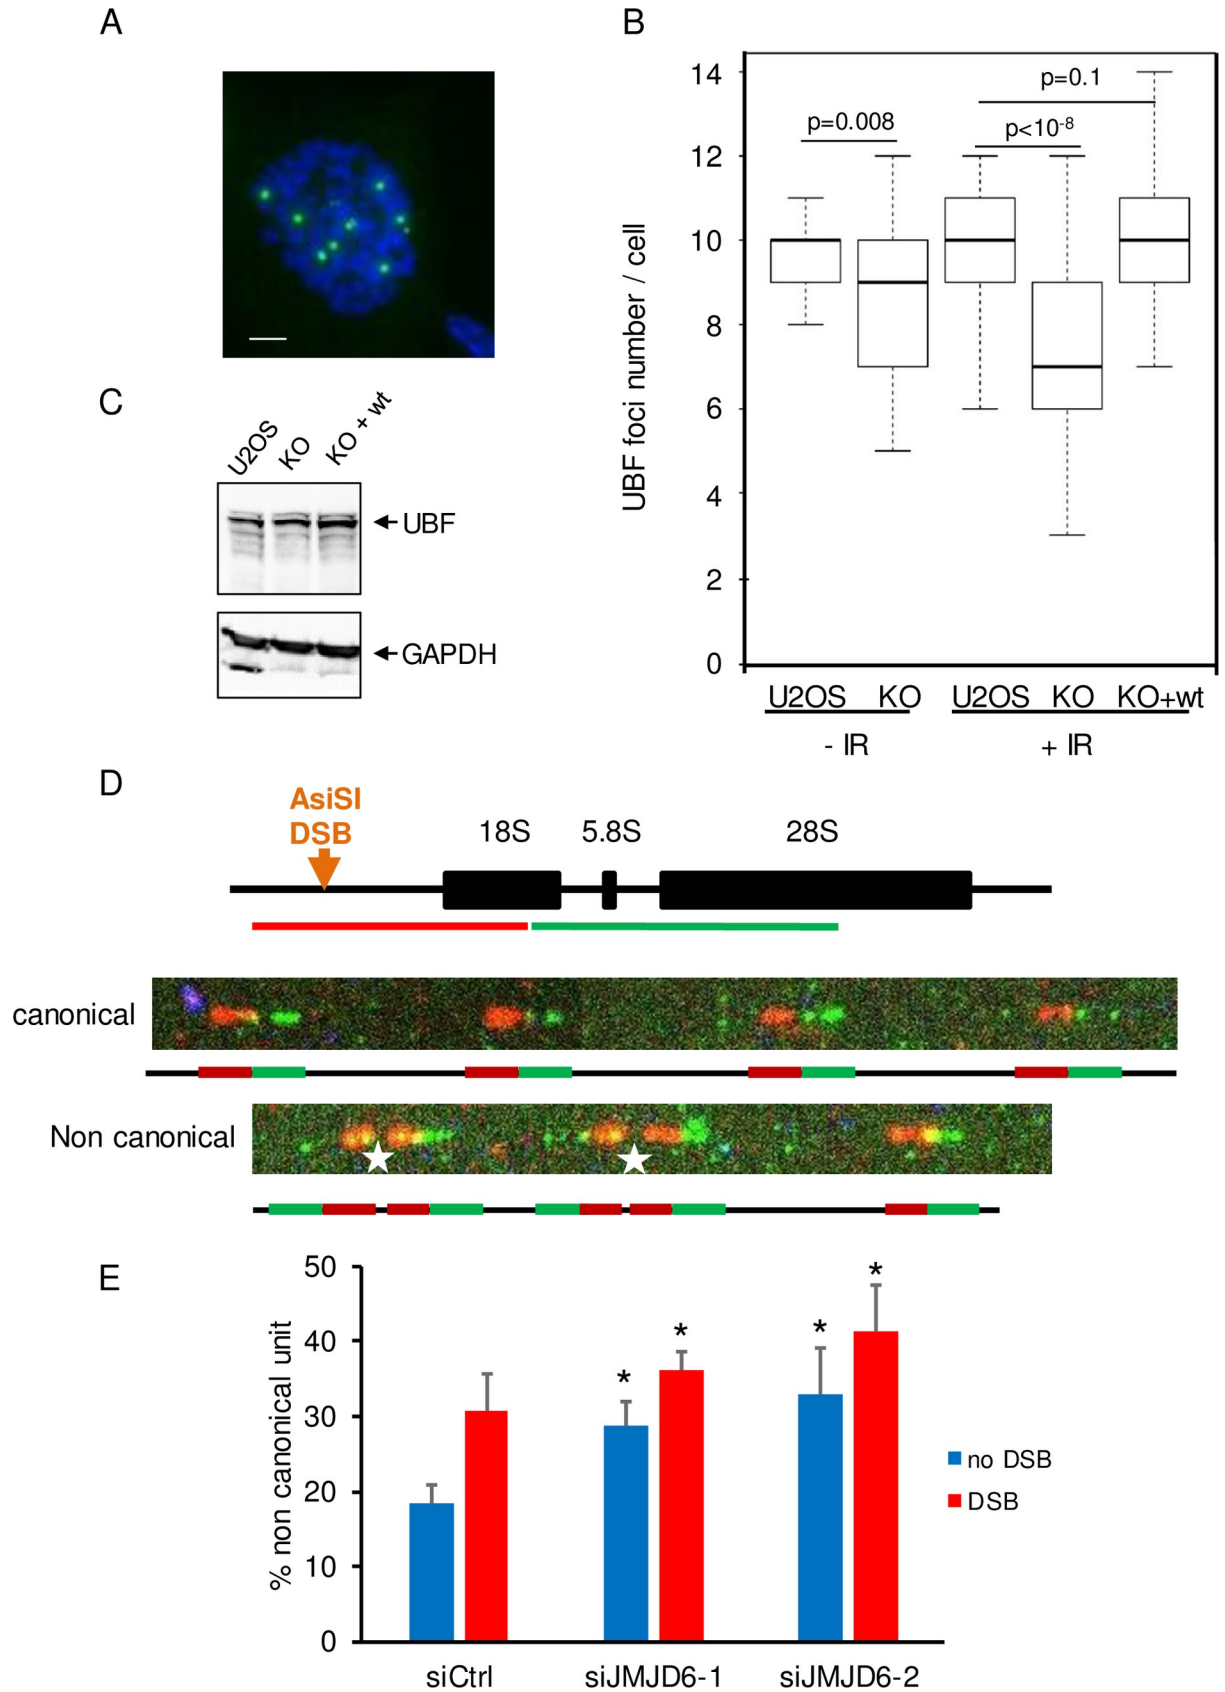 A
B
14
12
10
8
6
4
2
0
UBF foci number / cell
p=0.008
p=0.1
p<10⁻⁸
U2OS KO U2OS KO KO+wt
- IR + IR
C
U2OS KO KO + wt
UBF
GAPDH
D
AsiSI
DSB
18S 5.8S 28S
canonical
Non canonical
E
50
40
30
20
10
0
% non canonical unit
* * * *
no DSB
DSB
siCtrl siJMJD6-1 siJMJD6-2